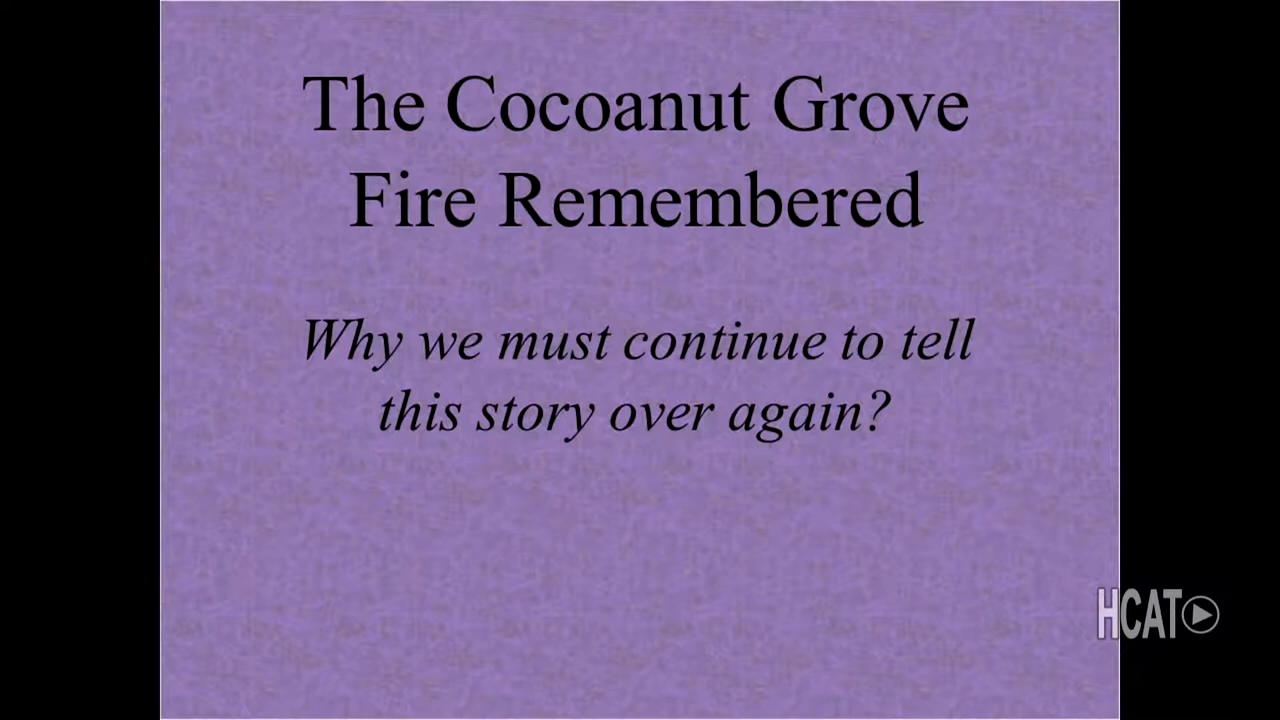 The Cocoanut Grove
Fire Remembered
Why we must continue to tell
this story over again?
HCAT